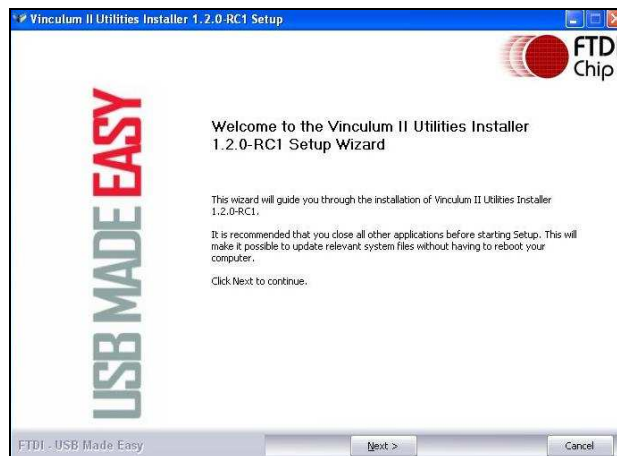 Vinculum II Utilities Installer 1.2.0-RC1 Setup
FTDI
Chip
USB MADE EASY
Welcome to the Vinculum II Utilities Installer
1.2.0-RC1 Setup Wizard
This wizard will guide you through the installation of Vinculum II Utilities Installer
1.2.0-RC1.
It is recommended that you close all other applications before starting Setup. This will
make it possible to update relevant system files without having to reboot your
computer.
Click Next to continue.
FTDI - USB Made Easy
Next >
Cancel